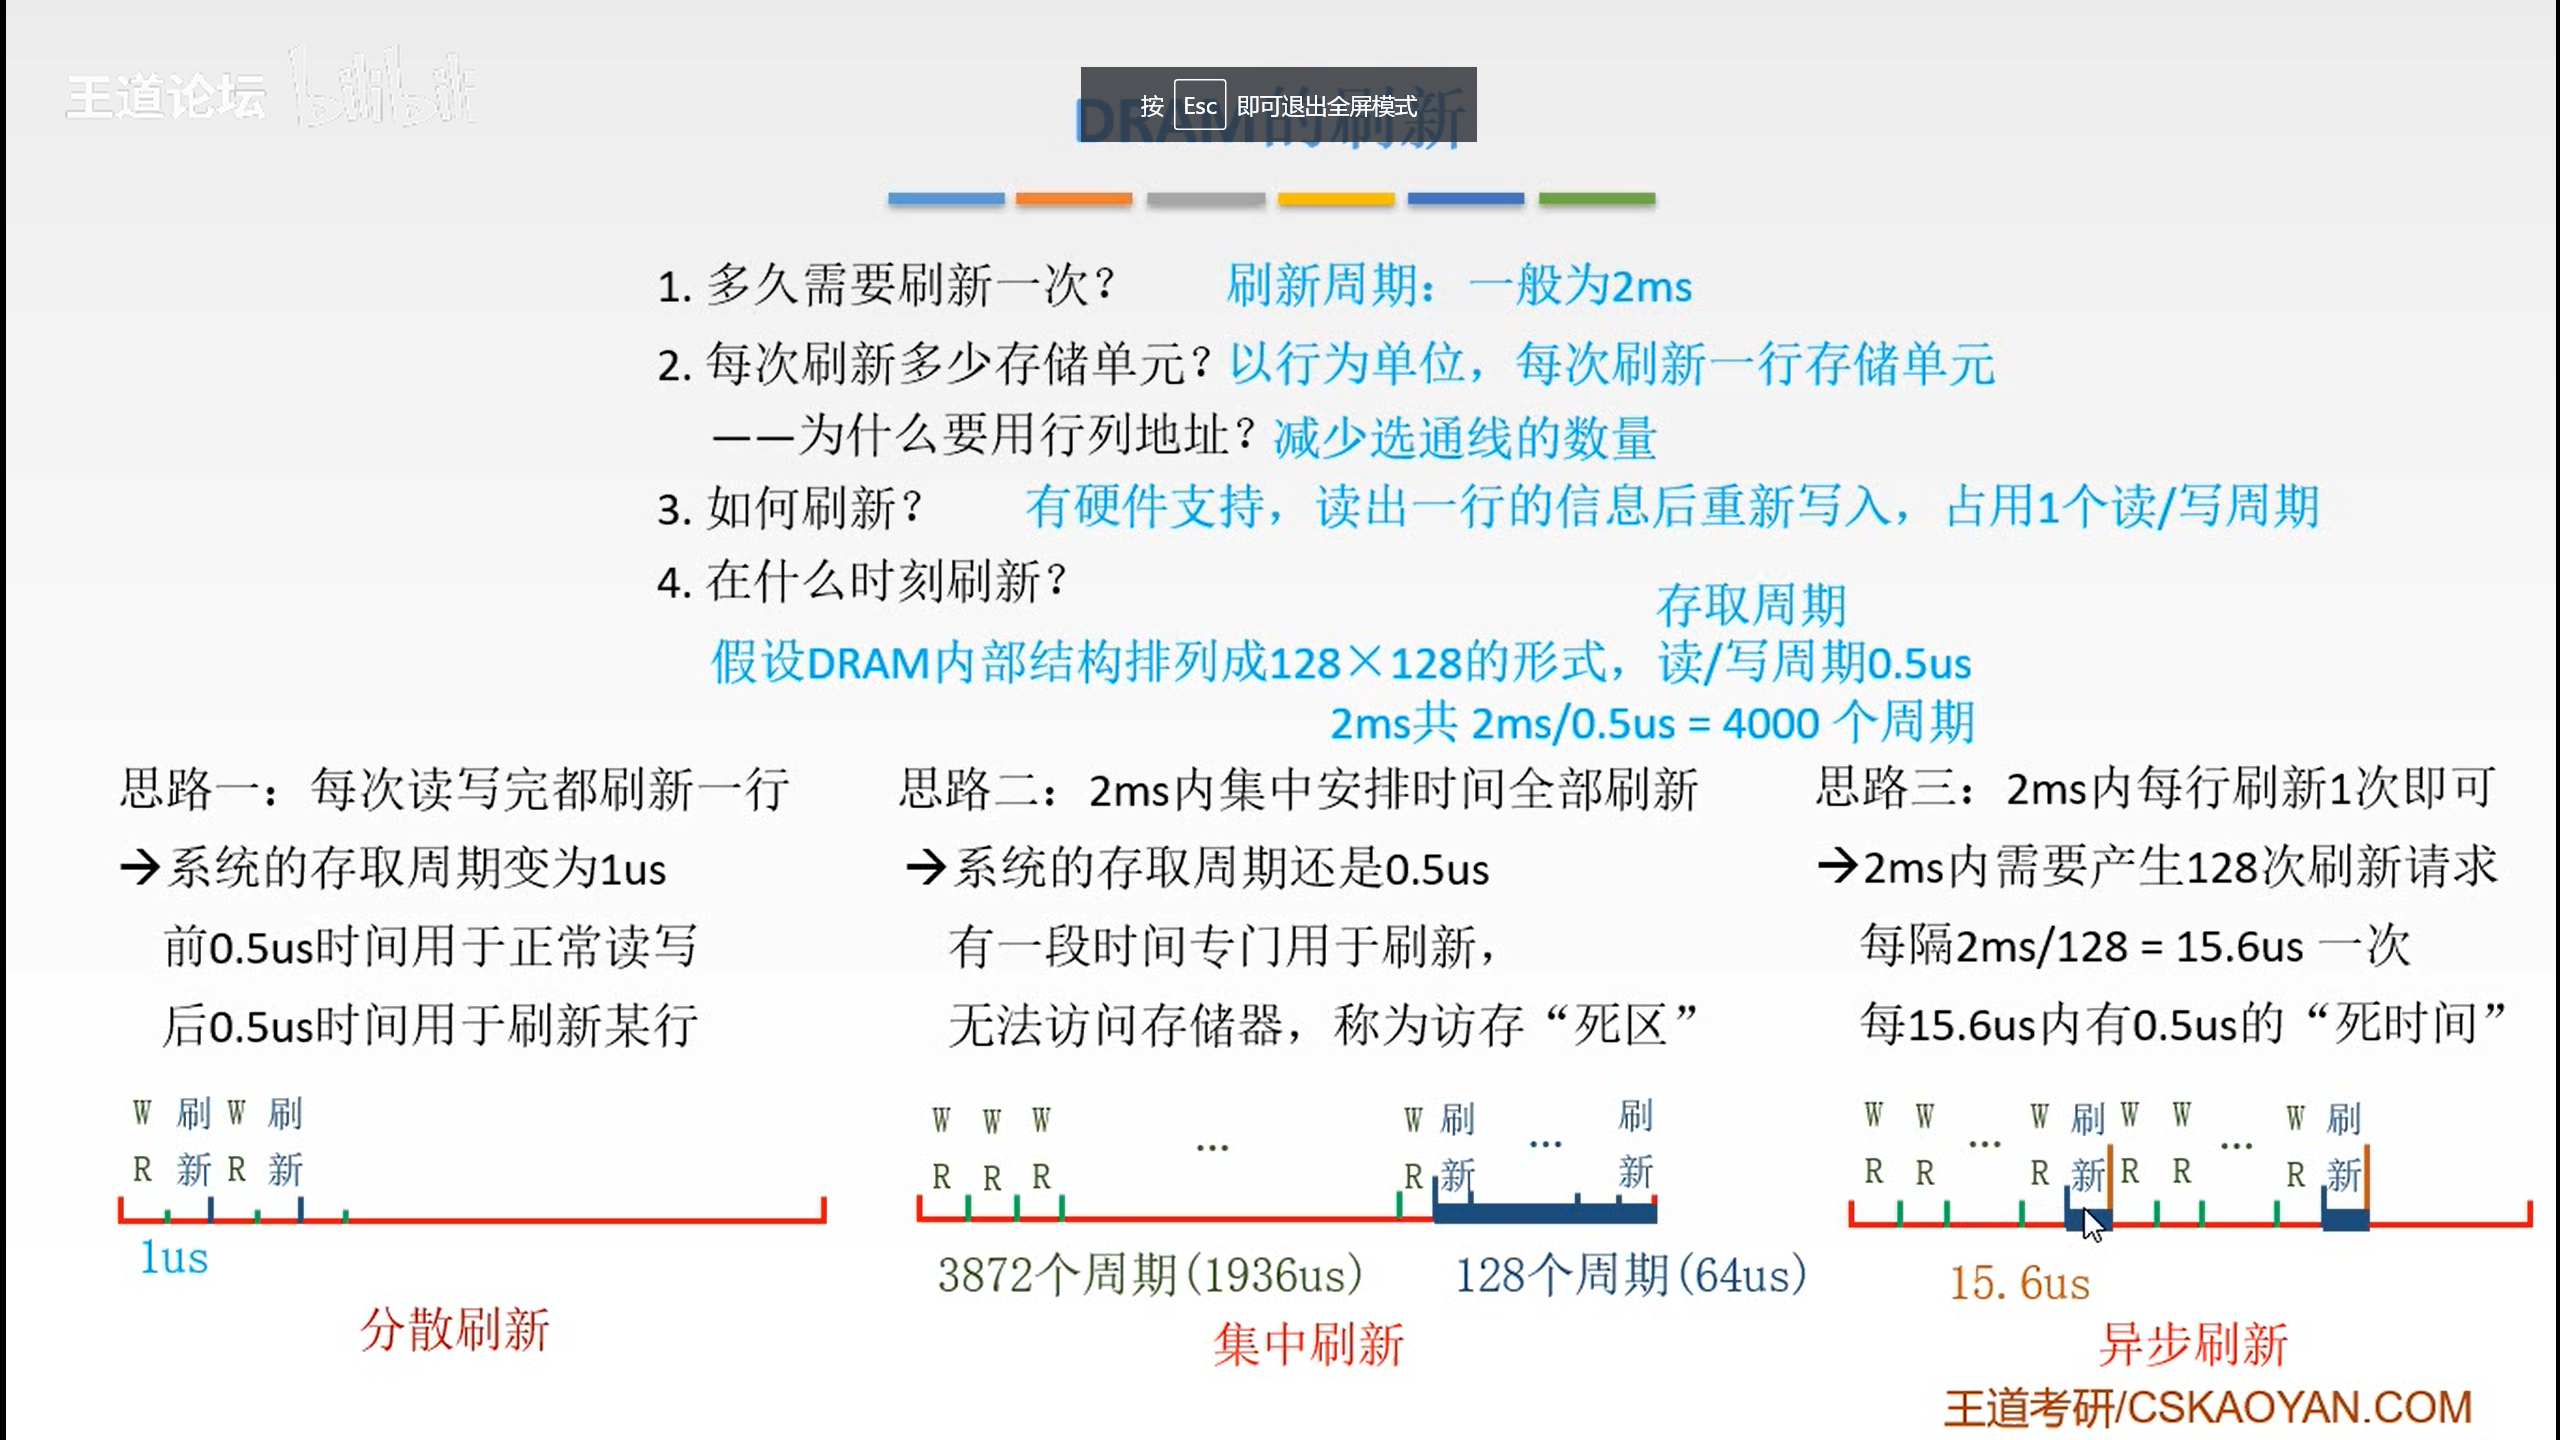 王道论坛 bilibili
按 Esc 即可退出全屏模式
DRAM的刷新
1. 多久需要刷新一次？ 刷新周期：一般为2ms
2. 每次刷新多少存储单元？以行为单位，每次刷新一行存储单元
——为什么要用行列地址？减少选通线的数量
3. 如何刷新？ 有硬件支持，读出一行的信息后重新写入，占用1个读/写周期
4. 在什么时刻刷新？
存取周期
假设DRAM内部结构排列成128×128的形式，读/写周期0.5us
2ms共 2ms/0.5us = 4000 个周期
思路一：每次读写完都刷新一行
→系统的存取周期变为1us
前0.5us时间用于正常读写
后0.5us时间用于刷新某行
W 刷 W 刷
R 新 R 新
1us
分散刷新
思路二：2ms内集中安排时间全部刷新
→系统的存取周期还是0.5us
有一段时间专门用于刷新，
无法访问存储器，称为访存“死区”
W W W ... W 刷 ... 刷
R R R R 新 新
3872个周期(1936us) 128个周期(64us)
集中刷新
思路三：2ms内每行刷新1次即可
→2ms内需要产生128次刷新请求
每隔2ms/128 = 15.6us 一次
每15.6us内有0.5us的“死时间”
W W ... W 刷 W W ... W 刷
R R R 新 R R R 新
15.6us
异步刷新
王道考研/CSKAOYAN.COM